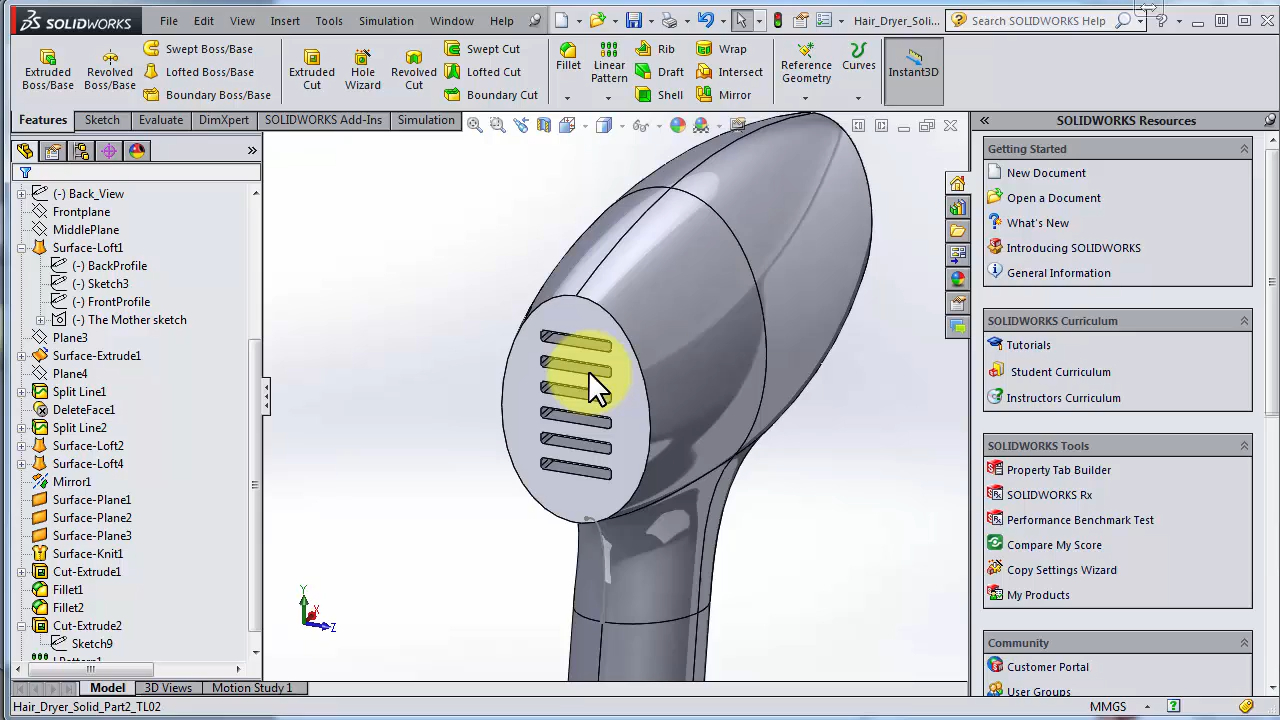 SOLIDWORKS File Edit View Insert Tools Simulation Window Help Hair_Dryer_Soli... Search SOLIDWORKS Help
Extruded Boss/Base
Revolved Boss/Base
Swept Boss/Base
Lofted Boss/Base
Boundary Boss/Base
Extruded Cut
Hole Wizard
Revolved Cut
Swept Cut
Lofted Cut
Boundary Cut
Fillet
Linear Pattern
Rib
Draft
Shell
Wrap
Intersect
Mirror
Reference Geometry
Curves
Instant3D
Features Sketch Evaluate DimXpert SOLIDWORKS Add-Ins Simulation
(-) Back_View
Frontplane
MiddlePlane
Surface-Loft1
(-) BackProfile
(-) Sketch3
(-) FrontProfile
(-) The Mother sketch
Plane3
Surface-Extrude1
Plane4
Split Line1
DeleteFace1
Split Line2
Surface-Loft2
Surface-Loft4
Mirror1
Surface-Plane1
Surface-Plane2
Surface-Plane3
Surface-Knit1
Cut-Extrude1
Fillet1
Fillet2
Cut-Extrude2
Sketch9
Y
X
Z
SOLIDWORKS Resources
Getting Started
New Document
Open a Document
What's New
Introducing SOLIDWORKS
General Information
SOLIDWORKS Curriculum
Tutorials
Student Curriculum
Instructors Curriculum
SOLIDWORKS Tools
Property Tab Builder
SOLIDWORKS Rx
Performance Benchmark Test
Compare My Score
Copy Settings Wizard
My Products
Community
Customer Portal
User Groups
Model 3D Views Motion Study 1
Hair_Dryer_Solid_Part2_TL02 MMGS